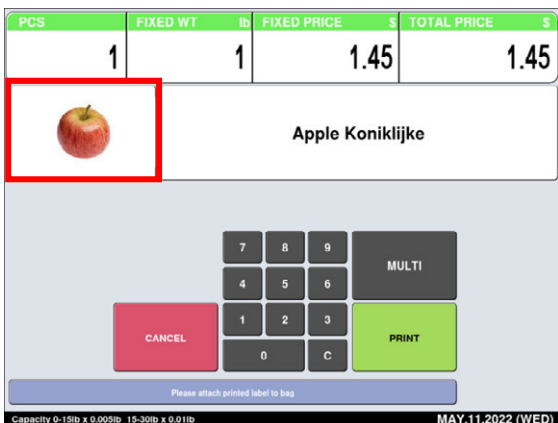 PCS FIXED WT lb FIXED PRICE $ TOTAL PRICE $
1 1 1.45 1.45
Apple Koniklijke
7 8 9
MULTI
4 5 6
1 2 3
CANCEL PRINT
0 C
Please attach printed label to bag
Capacity 0-15lb x 0.005lb 15-30lb x 0.01lb MAY.11.2022 (WED)